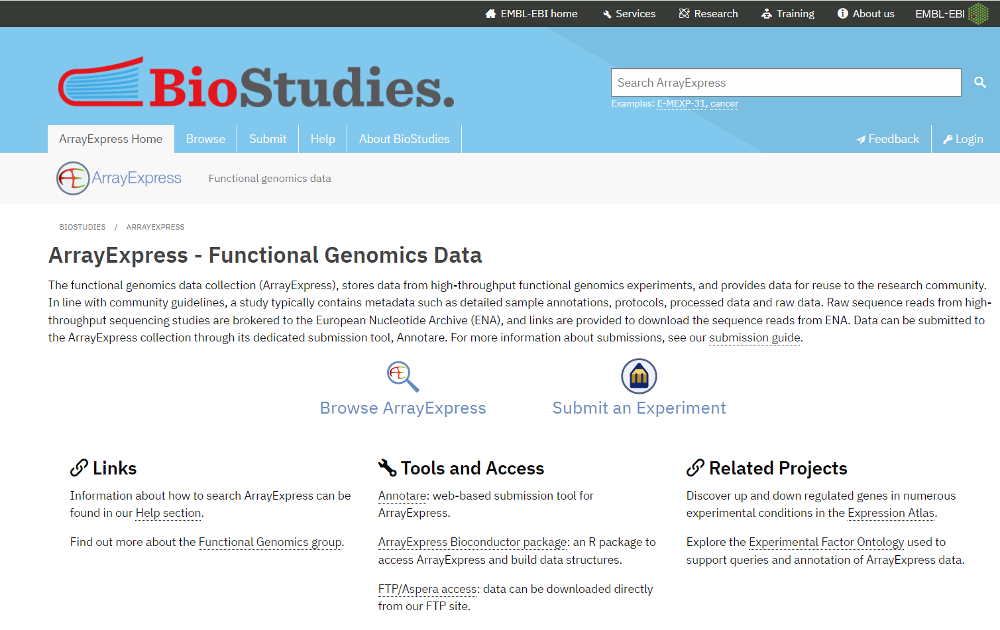 EMBL-EBI home Services Research Training About us EMBL-EBI
BioStudies.
Search ArrayExpress
Examples: E-MEXP-31, cancer
ArrayExpress Home Browse Submit Help About BioStudies Feedback Login
ArrayExpress Functional genomics data
BIOSTUDIES / ARRAYEXPRESS
ArrayExpress - Functional Genomics Data
The functional genomics data collection (ArrayExpress), stores data from high-throughput functional genomics experiments, and provides data for reuse to the research community.
In line with community guidelines, a study typically contains metadata such as detailed sample annotations, protocols, processed data and raw data. Raw sequence reads from high-
throughput sequencing studies are brokered to the European Nucleotide Archive (ENA), and links are provided to download the sequence reads from ENA. Data can be submitted to
the ArrayExpress collection through its dedicated submission tool, Annotare. For more information about submissions, see our submission guide.
Browse ArrayExpress
Submit an Experiment
Links
Information about how to search ArrayExpress can be
found in our Help section.
Find out more about the Functional Genomics group.
Tools and Access
Annotare: web-based submission tool for
ArrayExpress.
ArrayExpress Bioconductor package: an R package to
access ArrayExpress and build data structures.
FTP/Aspera access: data can be downloaded directly
from our FTP site.
Related Projects
Discover up and down regulated genes in numerous
experimental conditions in the Expression Atlas.
Explore the Experimental Factor Ontology used to
support queries and annotation of ArrayExpress data.